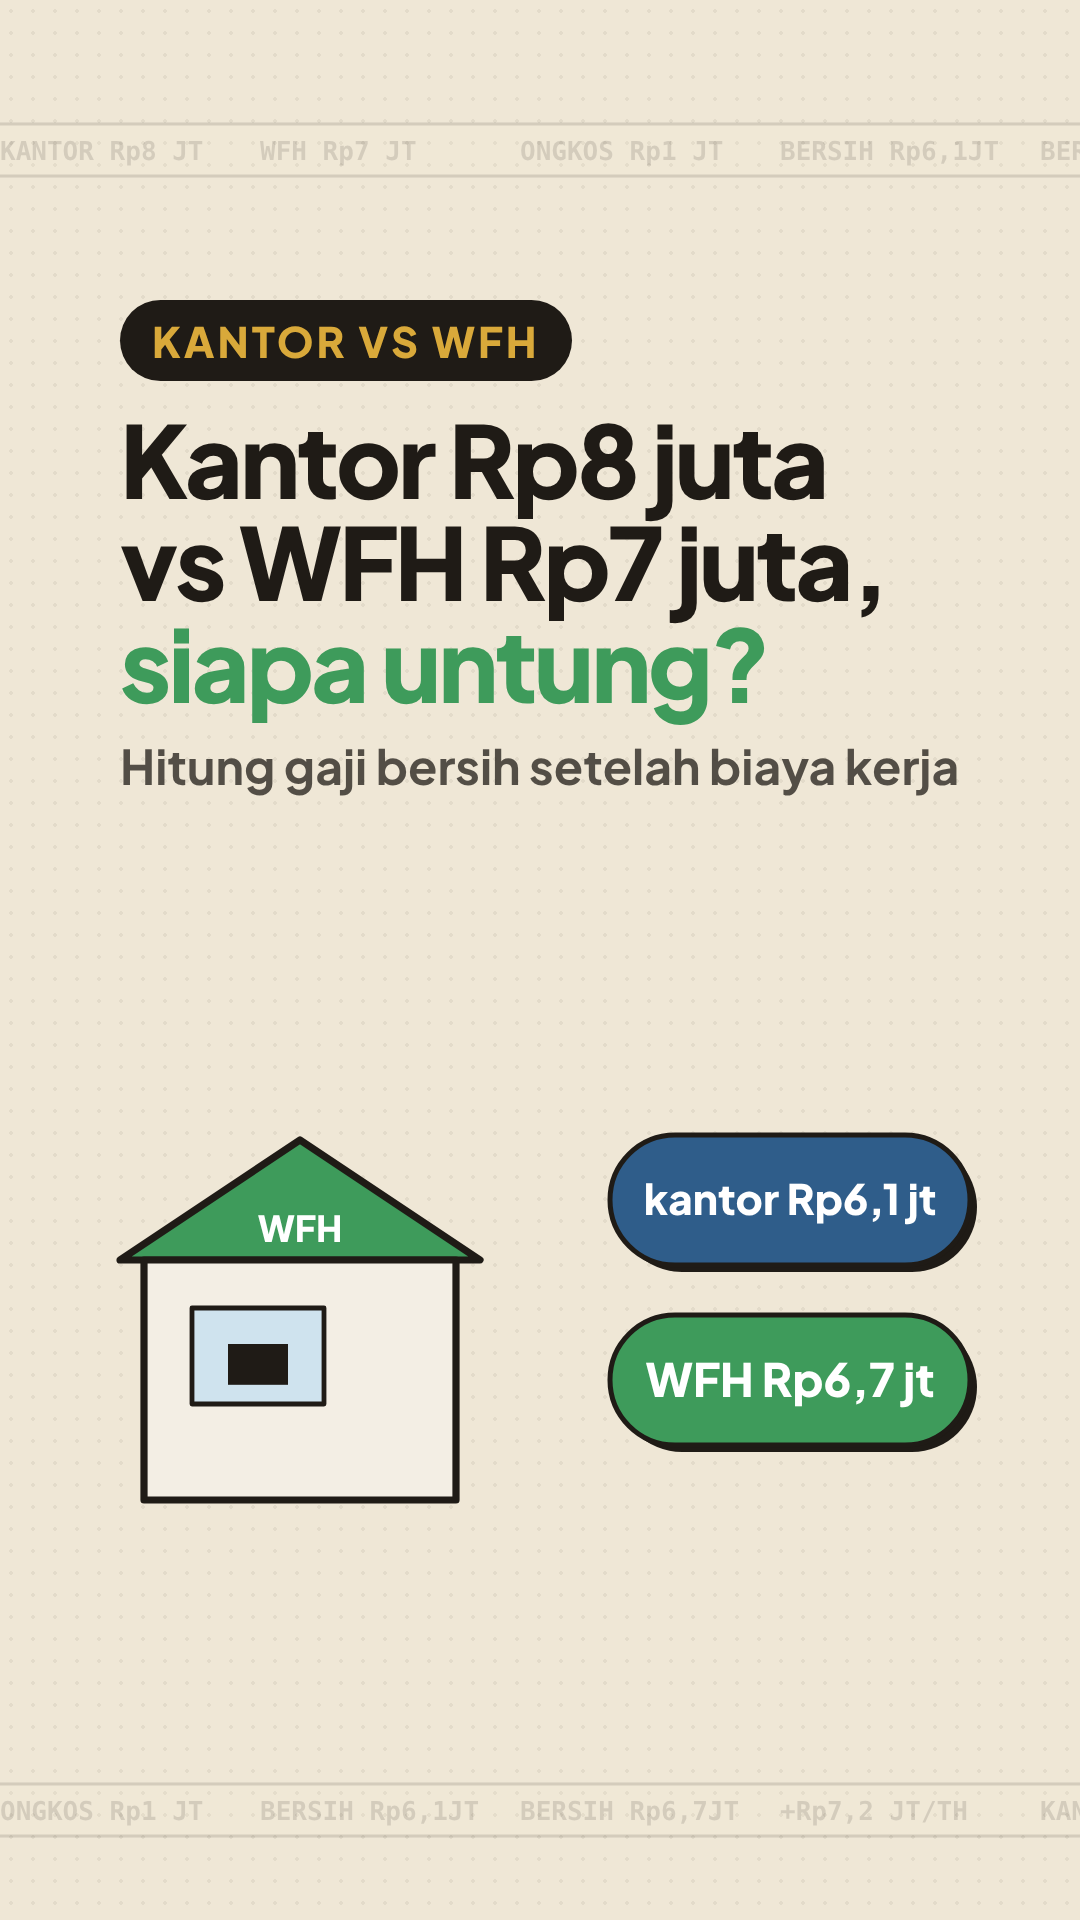 KANTOR Rp8 JT WFH Rp7 JT ONGKOS Rp1 JT BERSIH Rp6,1JT BER
KANTOR VS WFH
Kantor Rp8 juta
vs WFH Rp7 juta,
siapa untung?
Hitung gaji bersih setelah biaya kerja
WFH
kantor Rp6,1 jt
WFH Rp6,7 jt
ONGKOS Rp1 JT BERSIH Rp6,1JT BERSIH Rp6,7JT +Rp7,2 JT/TH KAN